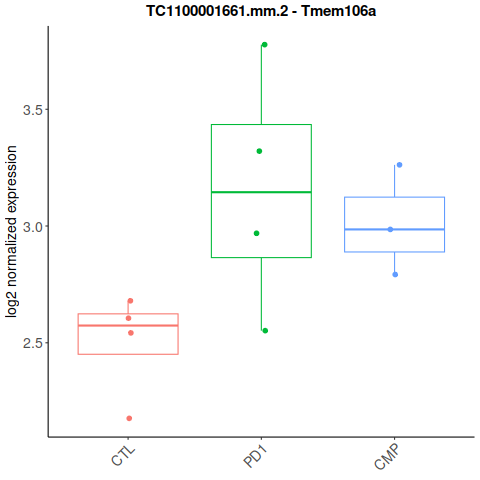 TC1100001661.mm.2 - Tmem106a
log2 normalized expression
3.5
3.0
2.5
CTL
PD1
CMP